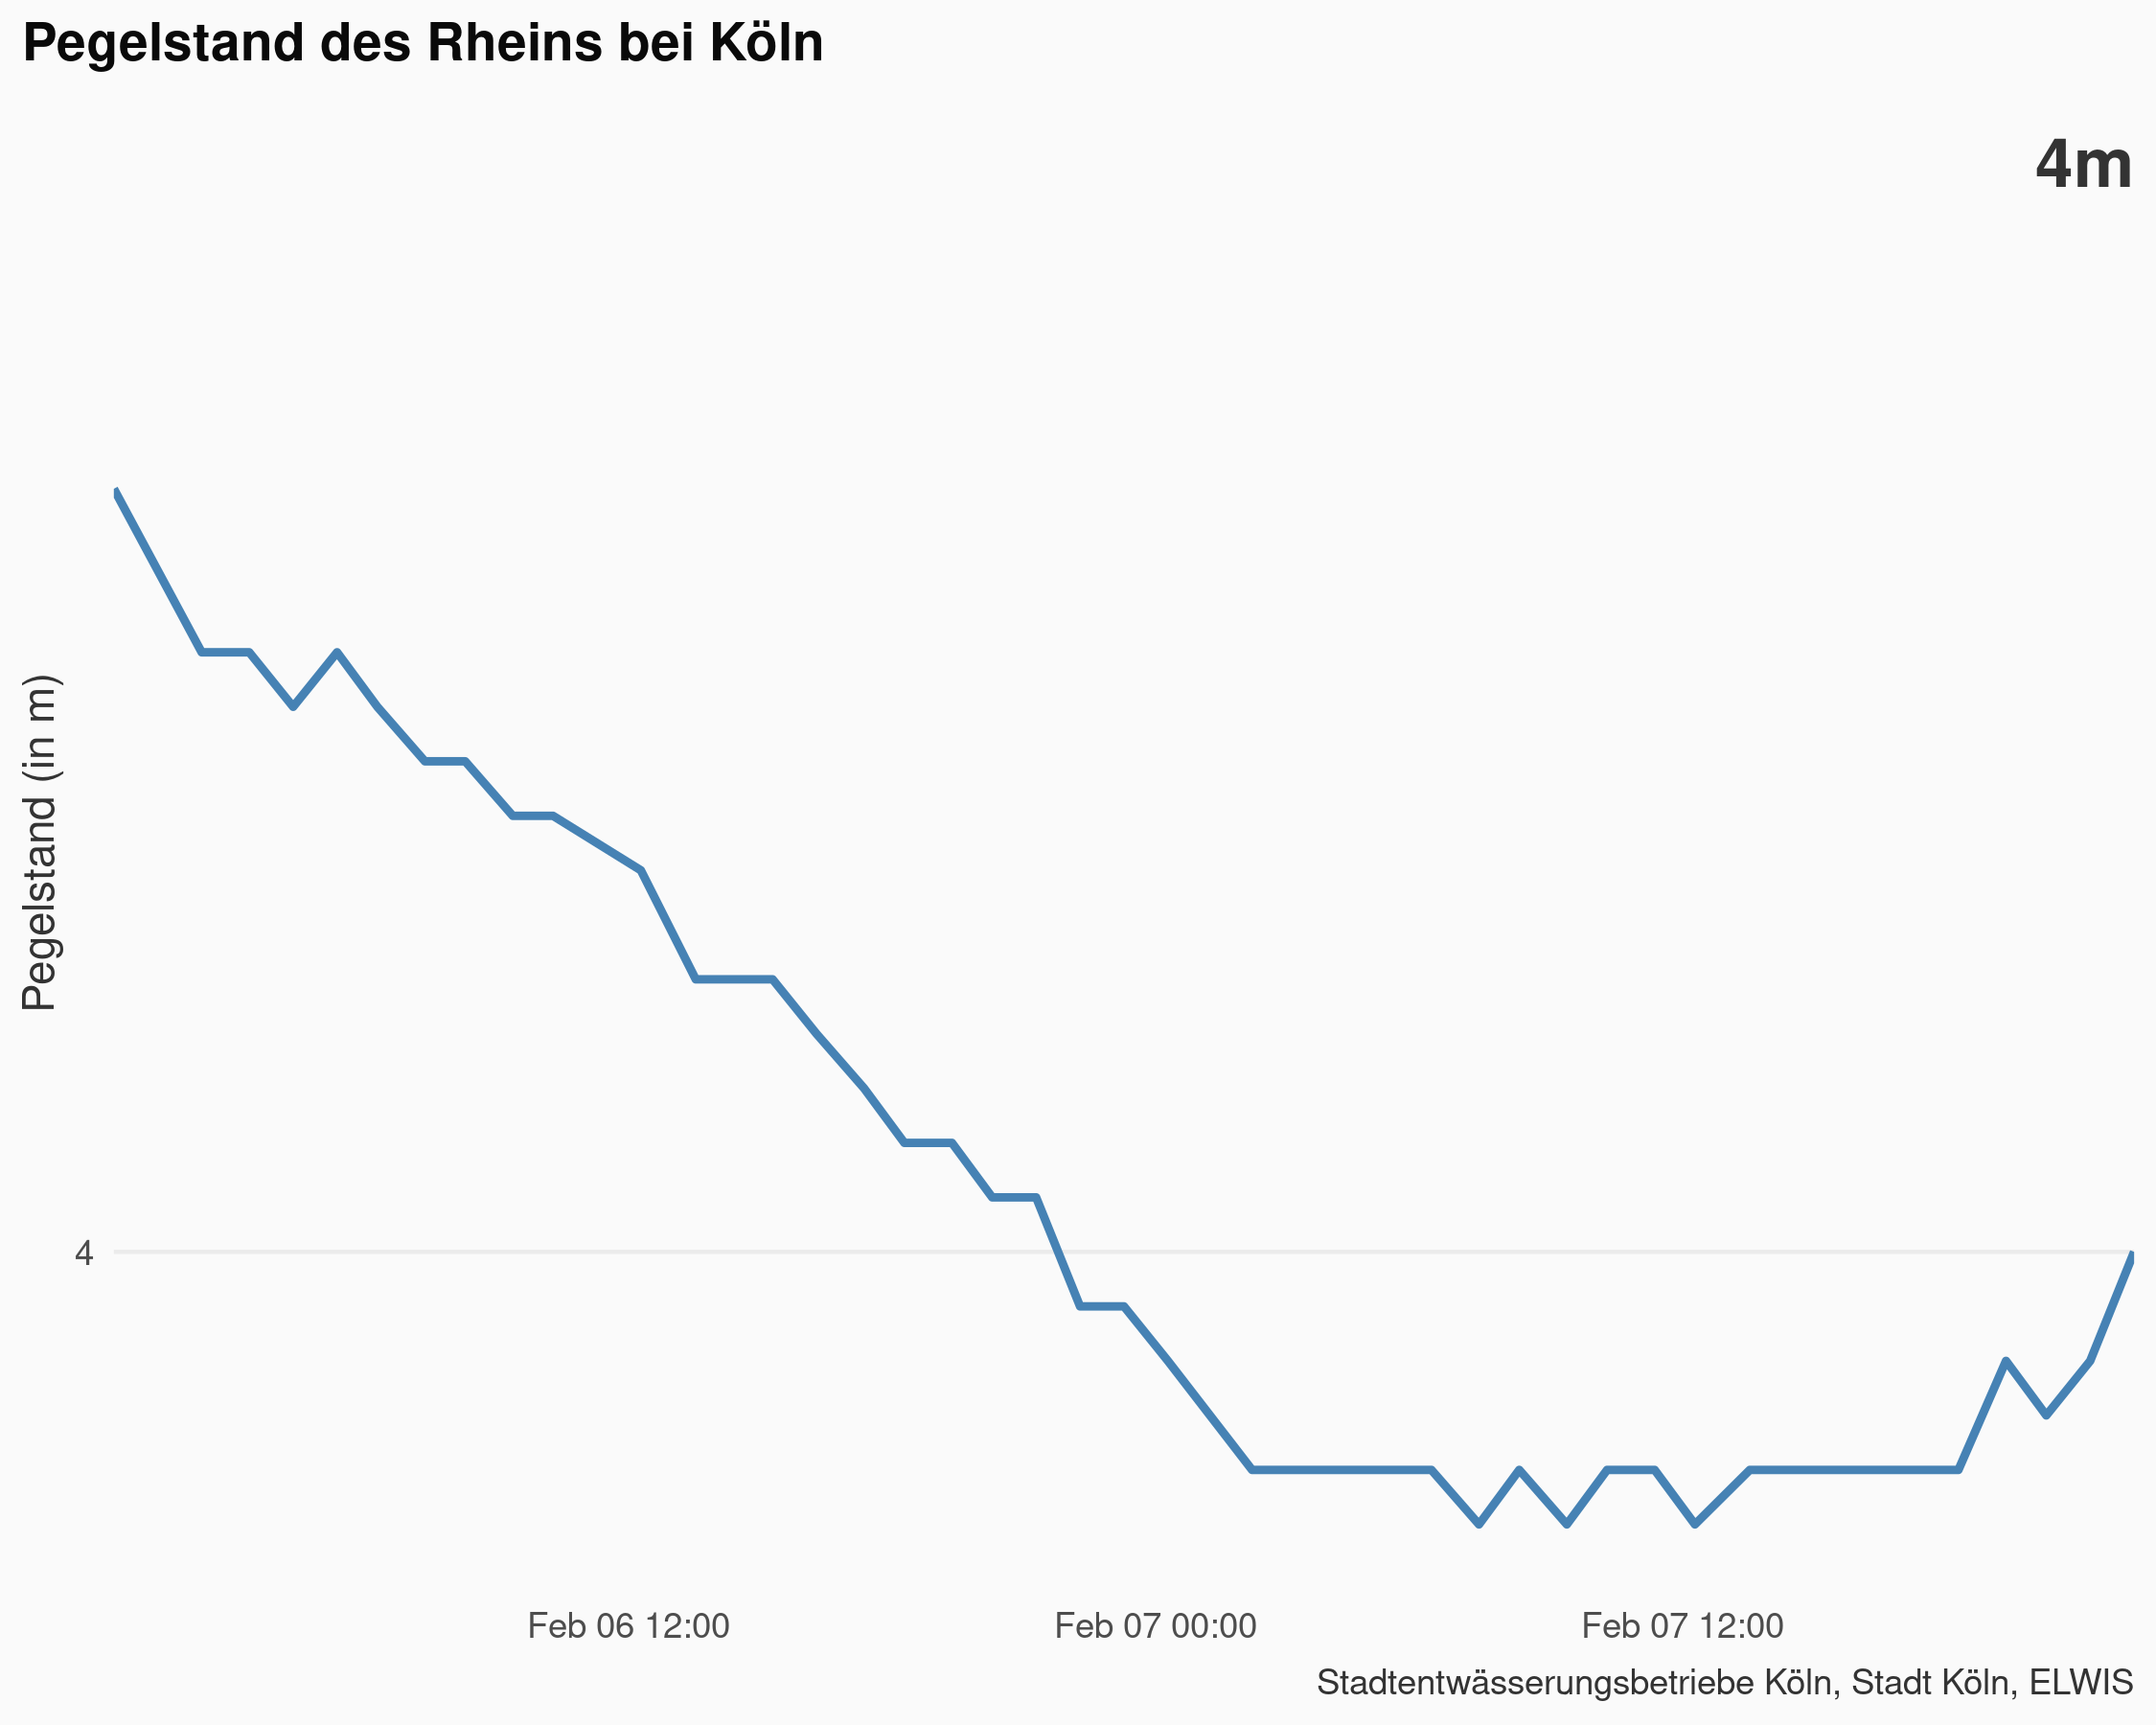 Pegelstand des Rheins bei Köln
4m
Pegelstand (in m)
4
Feb 06 12:00
Feb 07 00:00
Feb 07 12:00
Stadtentwässerungsbetriebe Köln, Stadt Köln, ELWIS